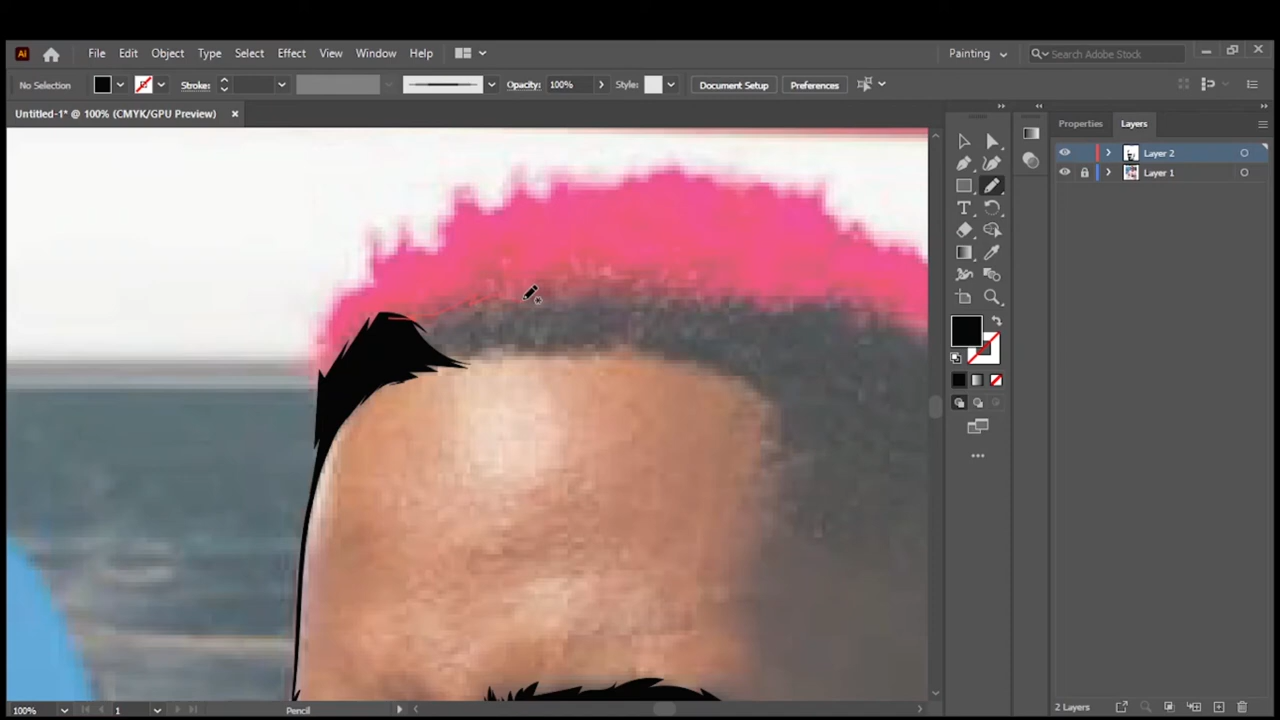 Ai File Edit Object Type Select Effect View Window Help Painting Search Adobe Stock
No Selection Stroke: Opacity: 100% Style: Document Setup Preferences
Untitled-1* @ 100% (CMYK/GPU Preview) × Properties Layers
Layer 2
Layer 1
T
100% 1 Pencil 2 Layers